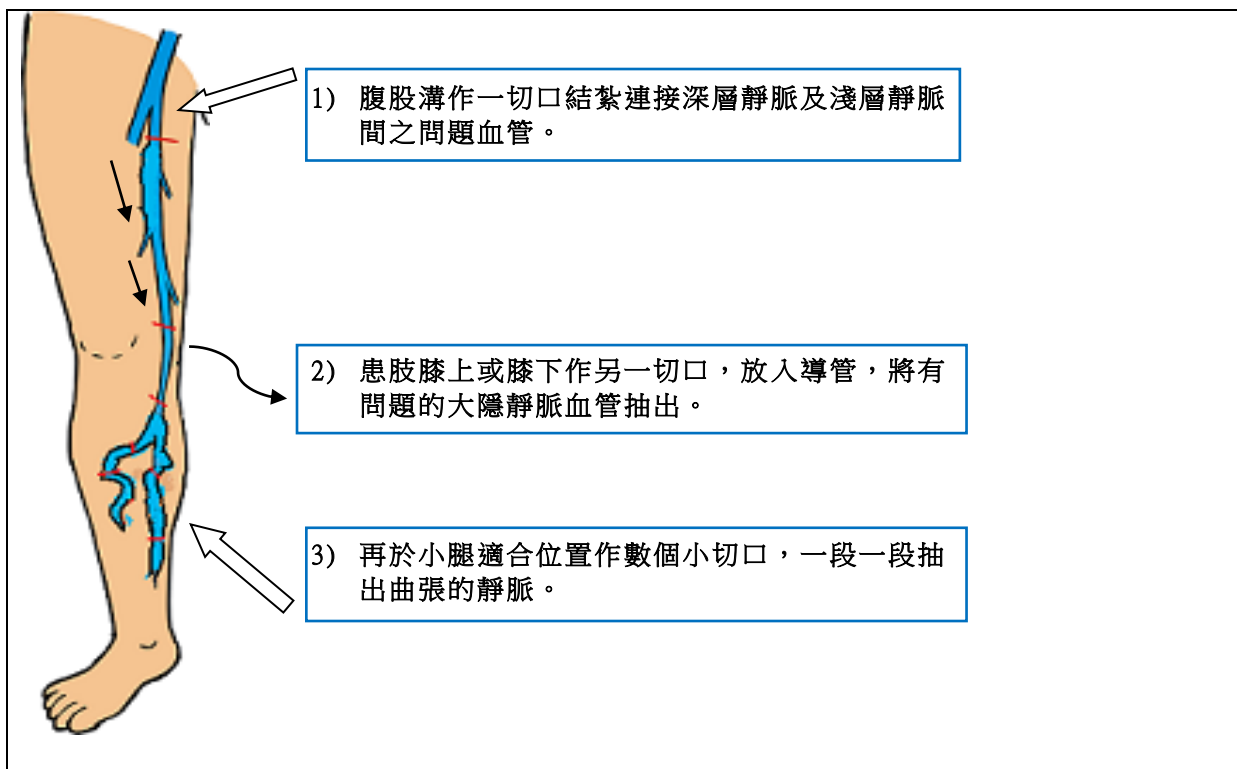 1) 腹股溝作一切口結紮連接深層靜脈及淺層靜脈
間之問題血管。
2) 患肢膝上或膝下作另一切口，放入導管，將有
問題的大隱靜脈血管抽出。
3) 再於小腿適合位置作數個小切口，一段一段抽
出曲張的靜脈。